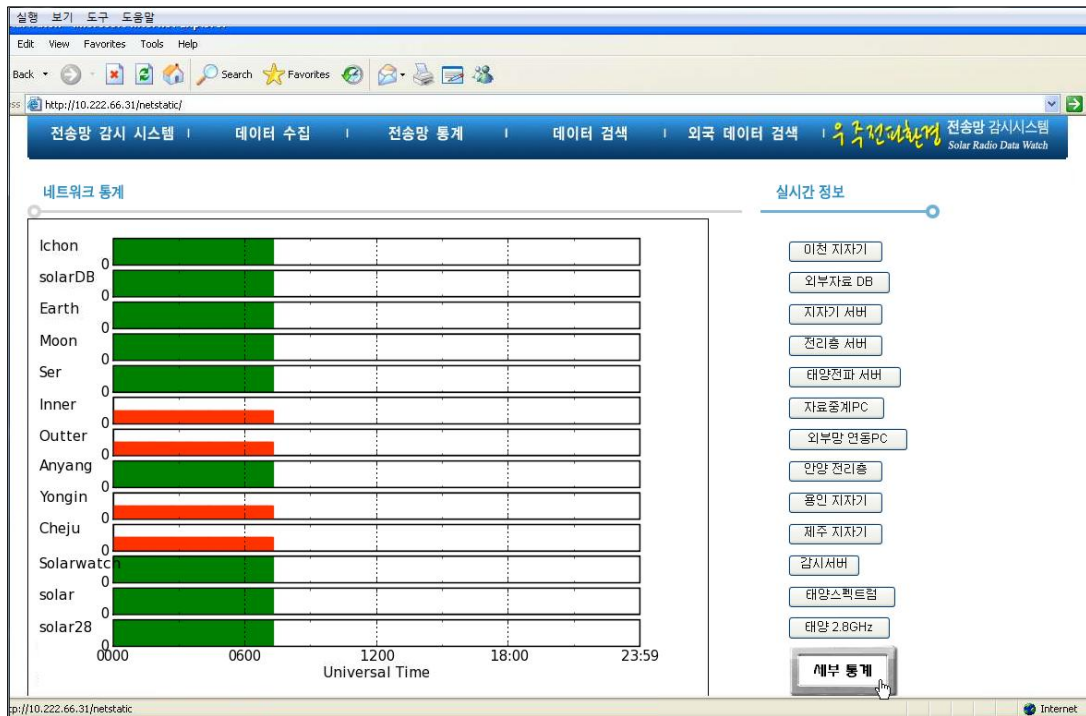 실행 보기 도구 도움말
Edit View Favorites Tools Help
Back Search Favorites
ess http://10.222.66.31/netstatic/
전송망 감시 시스템 | 데이터 수집 | 전송망 통계 | 데이터 검색 | 외국 데이터 검색 | 우주전파환경 전송망 감시시스템
Solar Radio Data Watch
네트워크 통계
실시간 정보
Ichon 0
solarDB 0
Earth 0
Moon 0
Ser 0
Inner 0
Outter 0
Anyang 0
Yongin 0
Cheju 0
Solarwatch 0
solar 0
solar28 0
0000 0600 1200 18:00 23:59
Universal Time
이천 지자기
외부자료 DB
지자기 서버
전리층 서버
태양전파 서버
자료중계PC
외부망 연동PC
안양 전리층
용인 지자기
제주 지자기
감시서버
태양스펙트럼
태양 2.8GHz
세부 통계
tp://10.222.66.31/netstatic
Internet